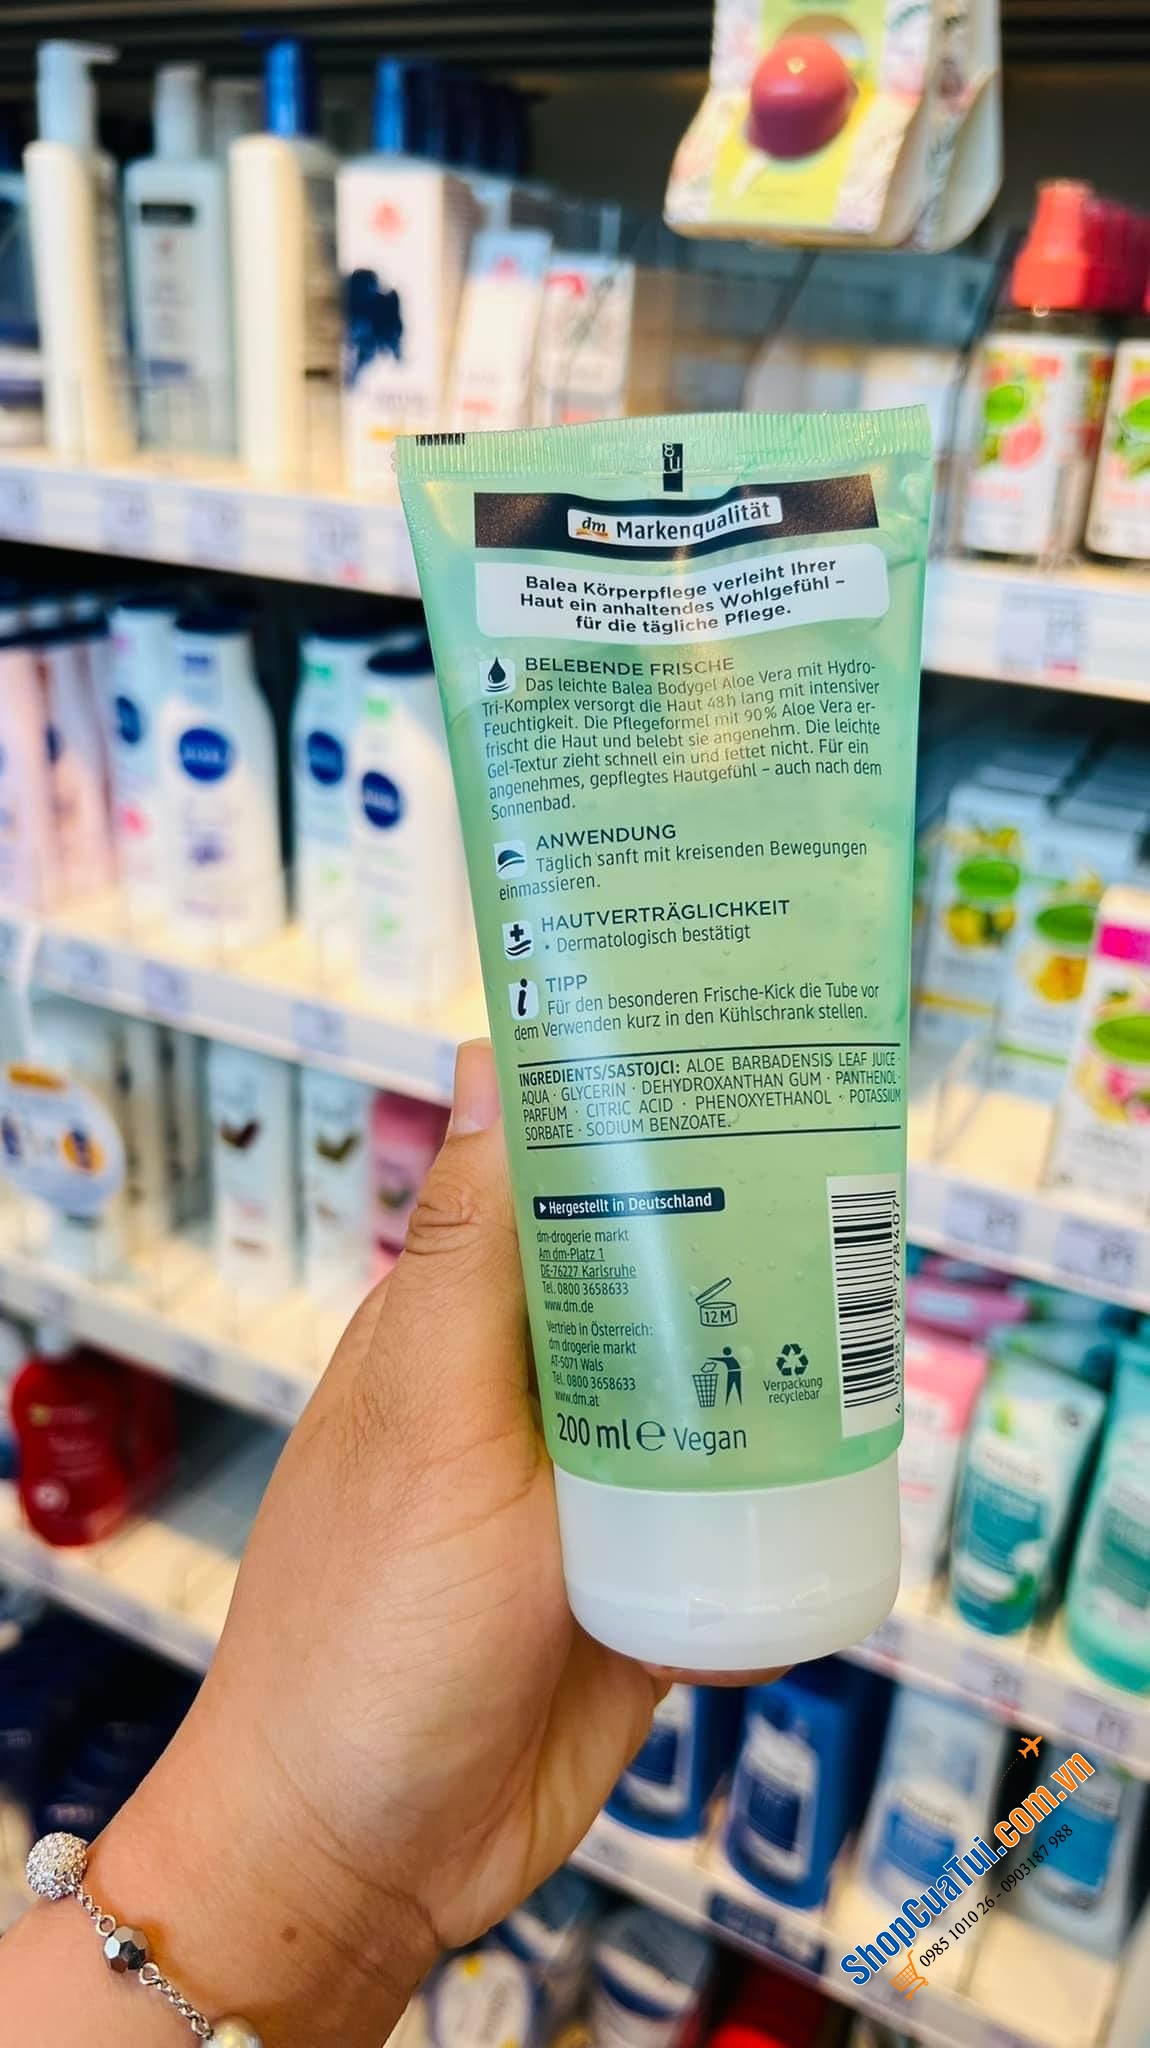 dm Markenqualität
Balea Körperpflege verleiht Ihrer
Haut ein anhaltendes Wohlgefühl –
für die tägliche Pflege.
BELEBENDE FRISCHE
Das leichte Balea Bodygel Aloe Vera mit Hydro-
Tri-Komplex versorgt die Haut 48h lang mit intensiver
Feuchtigkeit. Die Pflegeformel mit 90% Aloe Vera er-
frischt die Haut und belebt sie angenehm. Die leichte
Gel-Textur zieht schnell ein und fettet nicht. Für ein
angenehmes, gepflegtes Hautgefühl – auch nach dem
Sonnenbad.
ANWENDUNG
Täglich sanft mit kreisenden Bewegungen
einmassieren.
HAUTVERTRÄGLICHKEIT
• Dermatologisch bestätigt
TIPP
Für den besonderen Frische-Kick die Tube vor
dem Verwenden kurz in den Kühlschrank stellen.
INGREDIENTS/SASTOJCI: ALOE BARBADENSIS LEAF JUICE ·
AQUA · GLYCERIN · DEHYDROXANTHAN GUM · PANTHENOL ·
PARFUM · CITRIC ACID · PHENOXYETHANOL · POTASSIUM
SORBATE · SODIUM BENZOATE.
Hergestellt in Deutschland
dm-drogerie markt
Am dm-Platz 1
DE-76227 Karlsruhe
Tel. 0800 3658633
www.dm.de
Vertrieb in Österreich:
dm drogerie markt
AT-5071 Wals
Tel. 0800 3658633
www.dm.at
12 M
Verpackung
recyclebar
200 ml e Vegan
4 058172 778407
ShopCuaTui.com.vn
0985 1010 26 - 0903187 988